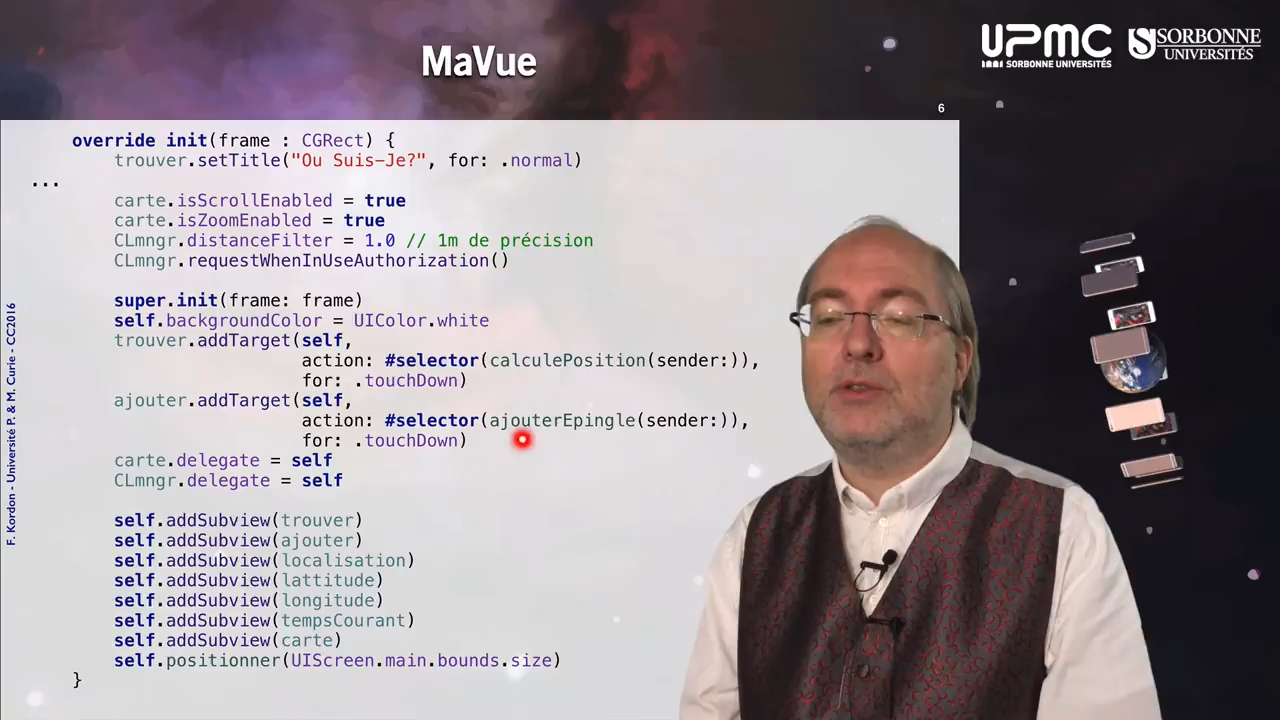 MaVue
UPMC
SORBONNE UNIVERSITÉS
SORBONNE
UNIVERSITÉS
6
override init(frame : CGRect) {
trouver.setTitle("Ou Suis-Je?", for: .normal)
...
carte.isScrollEnabled = true
carte.isZoomEnabled = true
CLmngr.distanceFilter = 1.0 // 1m de précision
CLmngr.requestWhenInUseAuthorization()
super.init(frame: frame)
self.backgroundColor = UIColor.white
trouver.addTarget(self,
action: #selector(calculePosition(sender:)),
for: .touchDown)
ajouter.addTarget(self,
action: #selector(ajouterEpingle(sender:)),
for: .touchDown)
carte.delegate = self
CLmngr.delegate = self
self.addSubview(trouver)
self.addSubview(ajouter)
self.addSubview(localisation)
self.addSubview(lattitude)
self.addSubview(longitude)
self.addSubview(tempsCourant)
self.addSubview(carte)
self.positionner(UIScreen.main.bounds.size)
}
F. Kordon - Université P. & M. Curie - CC2016